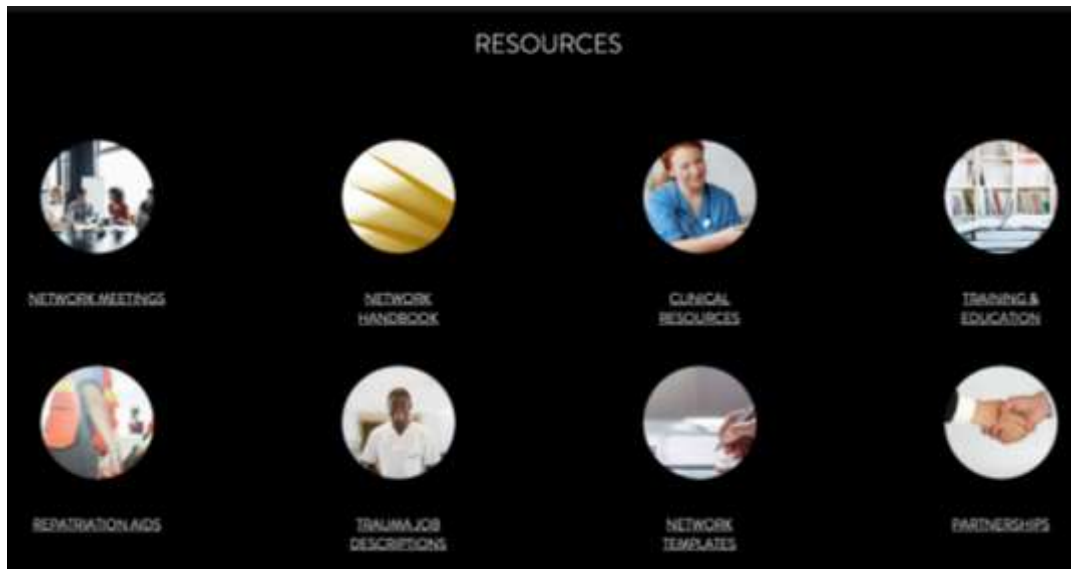 RESOURCES
NETWORK MEETINGS
NETWORK
HANDBOOK
CLINICAL
RESOURCES
TRAINING &
EDUCATION
REPATRIATION AIDS
TRAUMA JOB
DESCRIPTIONS
NETWORK
TEMPLATES
PARTNERSHIPS